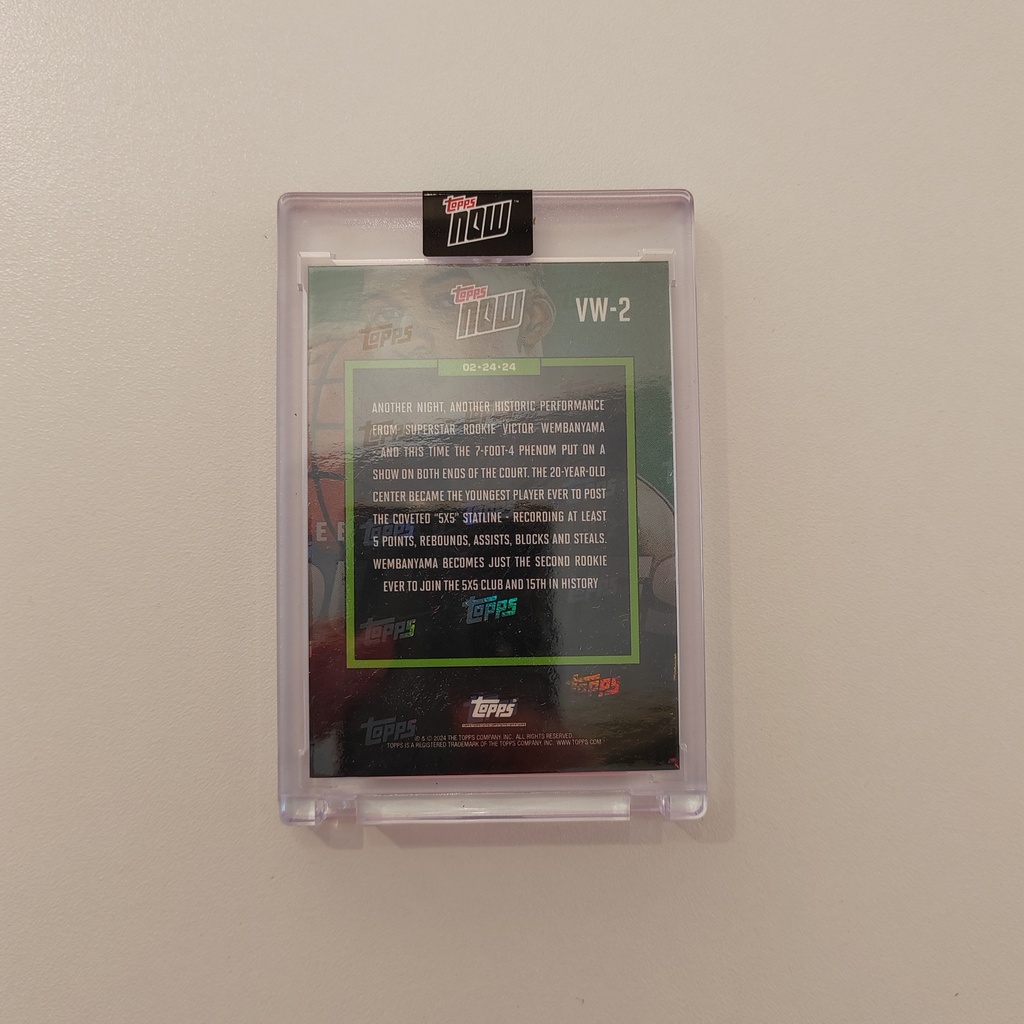 topps
now
topps
now
VW-2
topps
02•24•24
ANOTHER NIGHT, ANOTHER HISTORIC PERFORMANCE
FROM SUPERSTAR ROOKIE VICTOR WEMBANYAMA
- AND THIS TIME THE 7-FOOT-4 PHENOM PUT ON A
SHOW ON BOTH ENDS OF THE COURT. THE 20-YEAR-OLD
CENTER BECAME THE YOUNGEST PLAYER EVER TO POST
THE COVETED "5X5" STATLINE - RECORDING AT LEAST
5 POINTS, REBOUNDS, ASSISTS, BLOCKS AND STEALS.
WEMBANYAMA BECOMES JUST THE SECOND ROOKIE
EVER TO JOIN THE 5X5 CLUB AND 15TH IN HISTORY
topps
topps
topps
topps
topps
® & © 2024 THE TOPPS COMPANY, INC. ALL RIGHTS RESERVED.
TOPPS IS A REGISTERED TRADEMARK OF THE TOPPS COMPANY, INC. WWW.TOPPS.COM